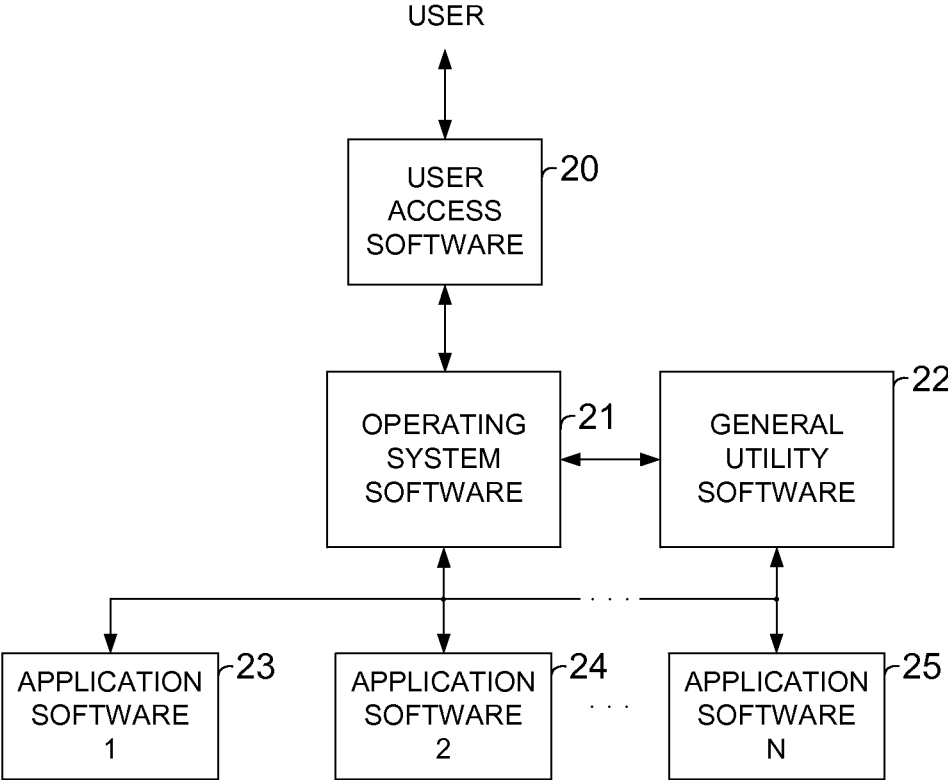 USER
USER
ACCESS
SOFTWARE
20
OPERATING
SYSTEM
SOFTWARE
21
GENERAL
UTILITY
SOFTWARE
22
. . .
APPLICATION
SOFTWARE
1
23
APPLICATION
SOFTWARE
2
24
. . .
APPLICATION
SOFTWARE
N
25